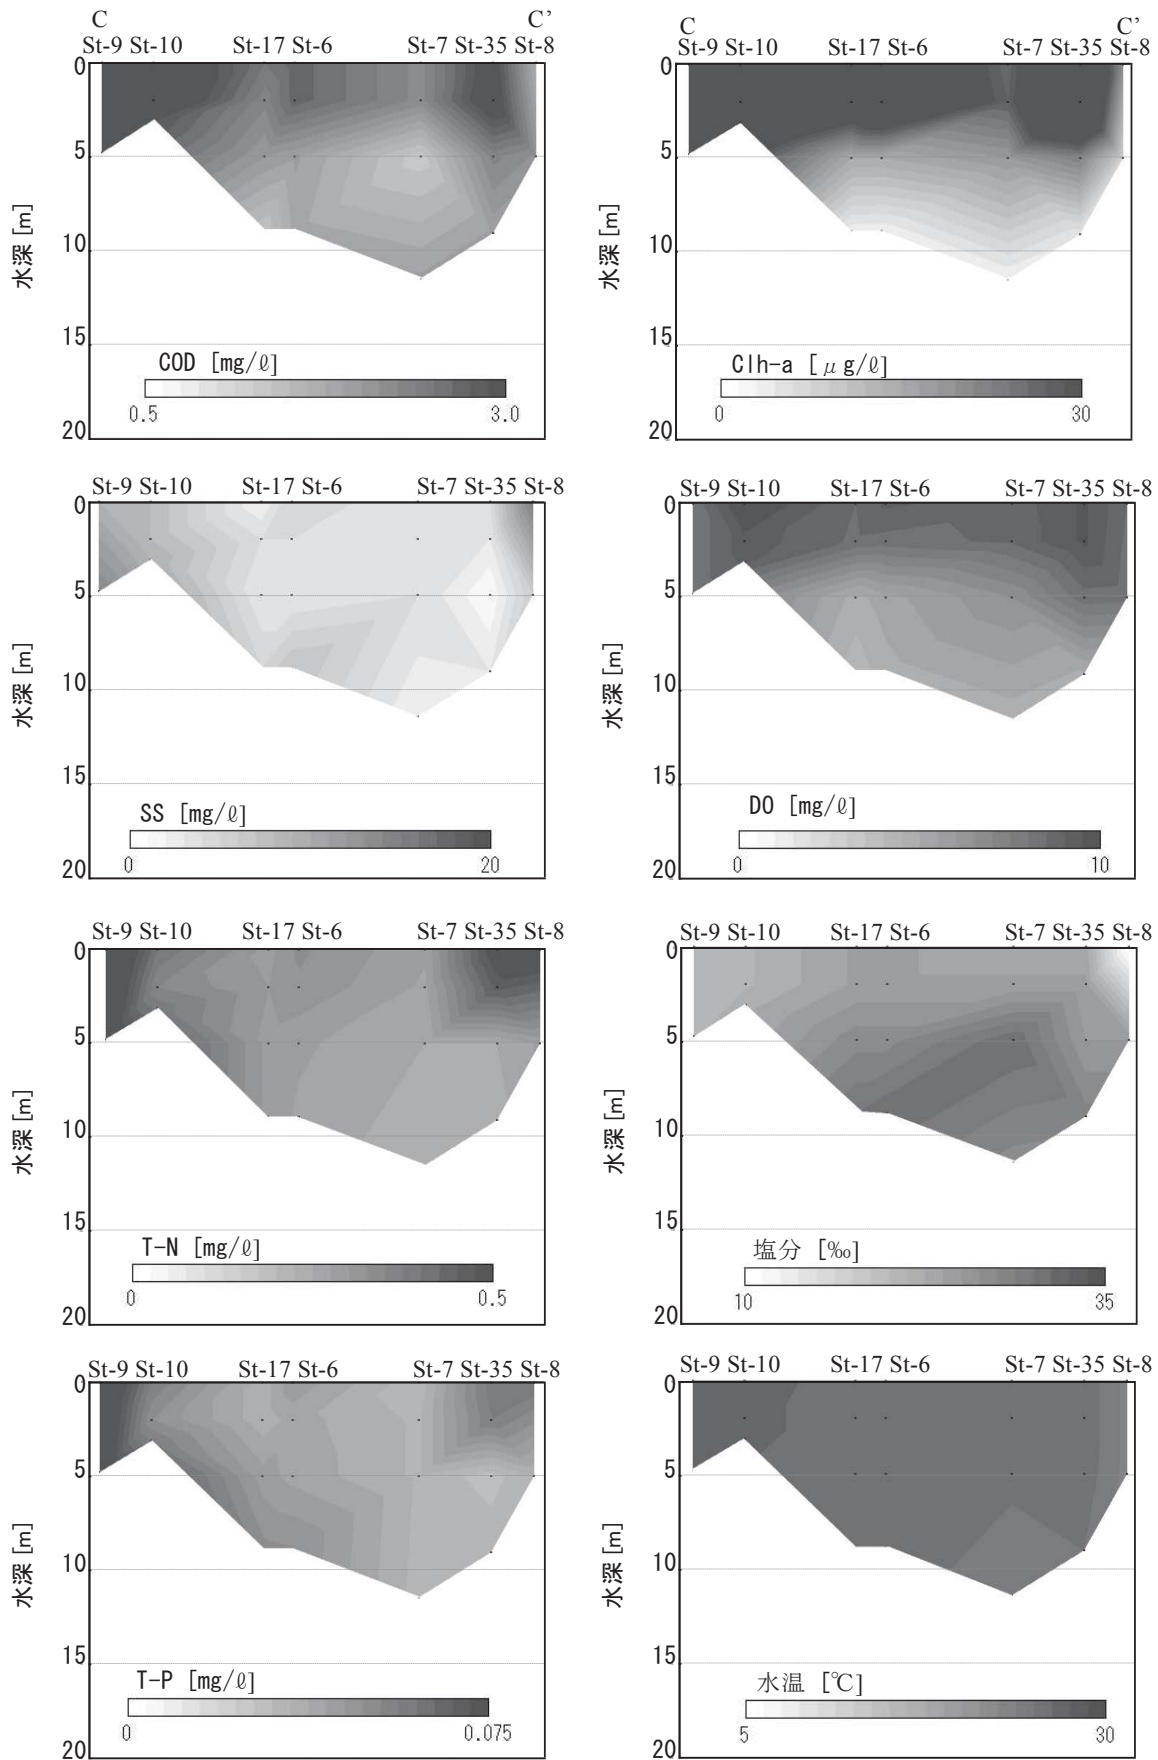 C C’
St-9 St-10 St-17 St-6 St-7 St-35 St-8
0
5
10
15
20
水深 [m]
COD [mg/ℓ]
0.5 3.0
C C’
St-9 St-10 St-17 St-6 St-7 St-35 St-8
0
5
10
15
20
水深 [m]
Clh-a [μg/ℓ]
0 30
St-9 St-10 St-17 St-6 St-7 St-35 St-8
0
5
10
15
20
水深 [m]
SS [mg/ℓ]
0 20
St-9 St-10 St-17 St-6 St-7 St-35 St-8
0
5
10
15
20
水深 [m]
DO [mg/ℓ]
0 10
St-9 St-10 St-17 St-6 St-7 St-35 St-8
0
5
10
15
20
水深 [m]
T-N [mg/ℓ]
0 0.5
St-9 St-10 St-17 St-6 St-7 St-35 St-8
0
5
10
15
20
水深 [m]
塩分 [‰]
10 35
St-9 St-10 St-17 St-6 St-7 St-35 St-8
0
5
10
15
20
水深 [m]
T-P [mg/ℓ]
0 0.075
St-9 St-10 St-17 St-6 St-7 St-35 St-8
0
5
10
15
20
水深 [m]
水温 [℃]
5 30